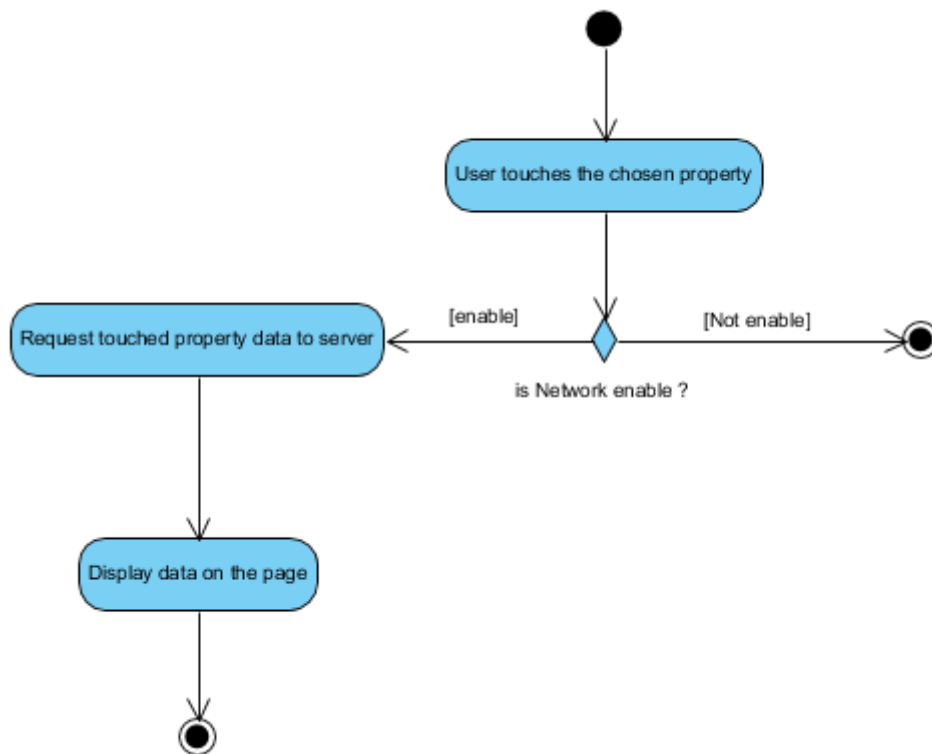 User touches the chosen property
[enable]
[Not enable]
Request touched property data to server
is Network enable ?
Display data on the page